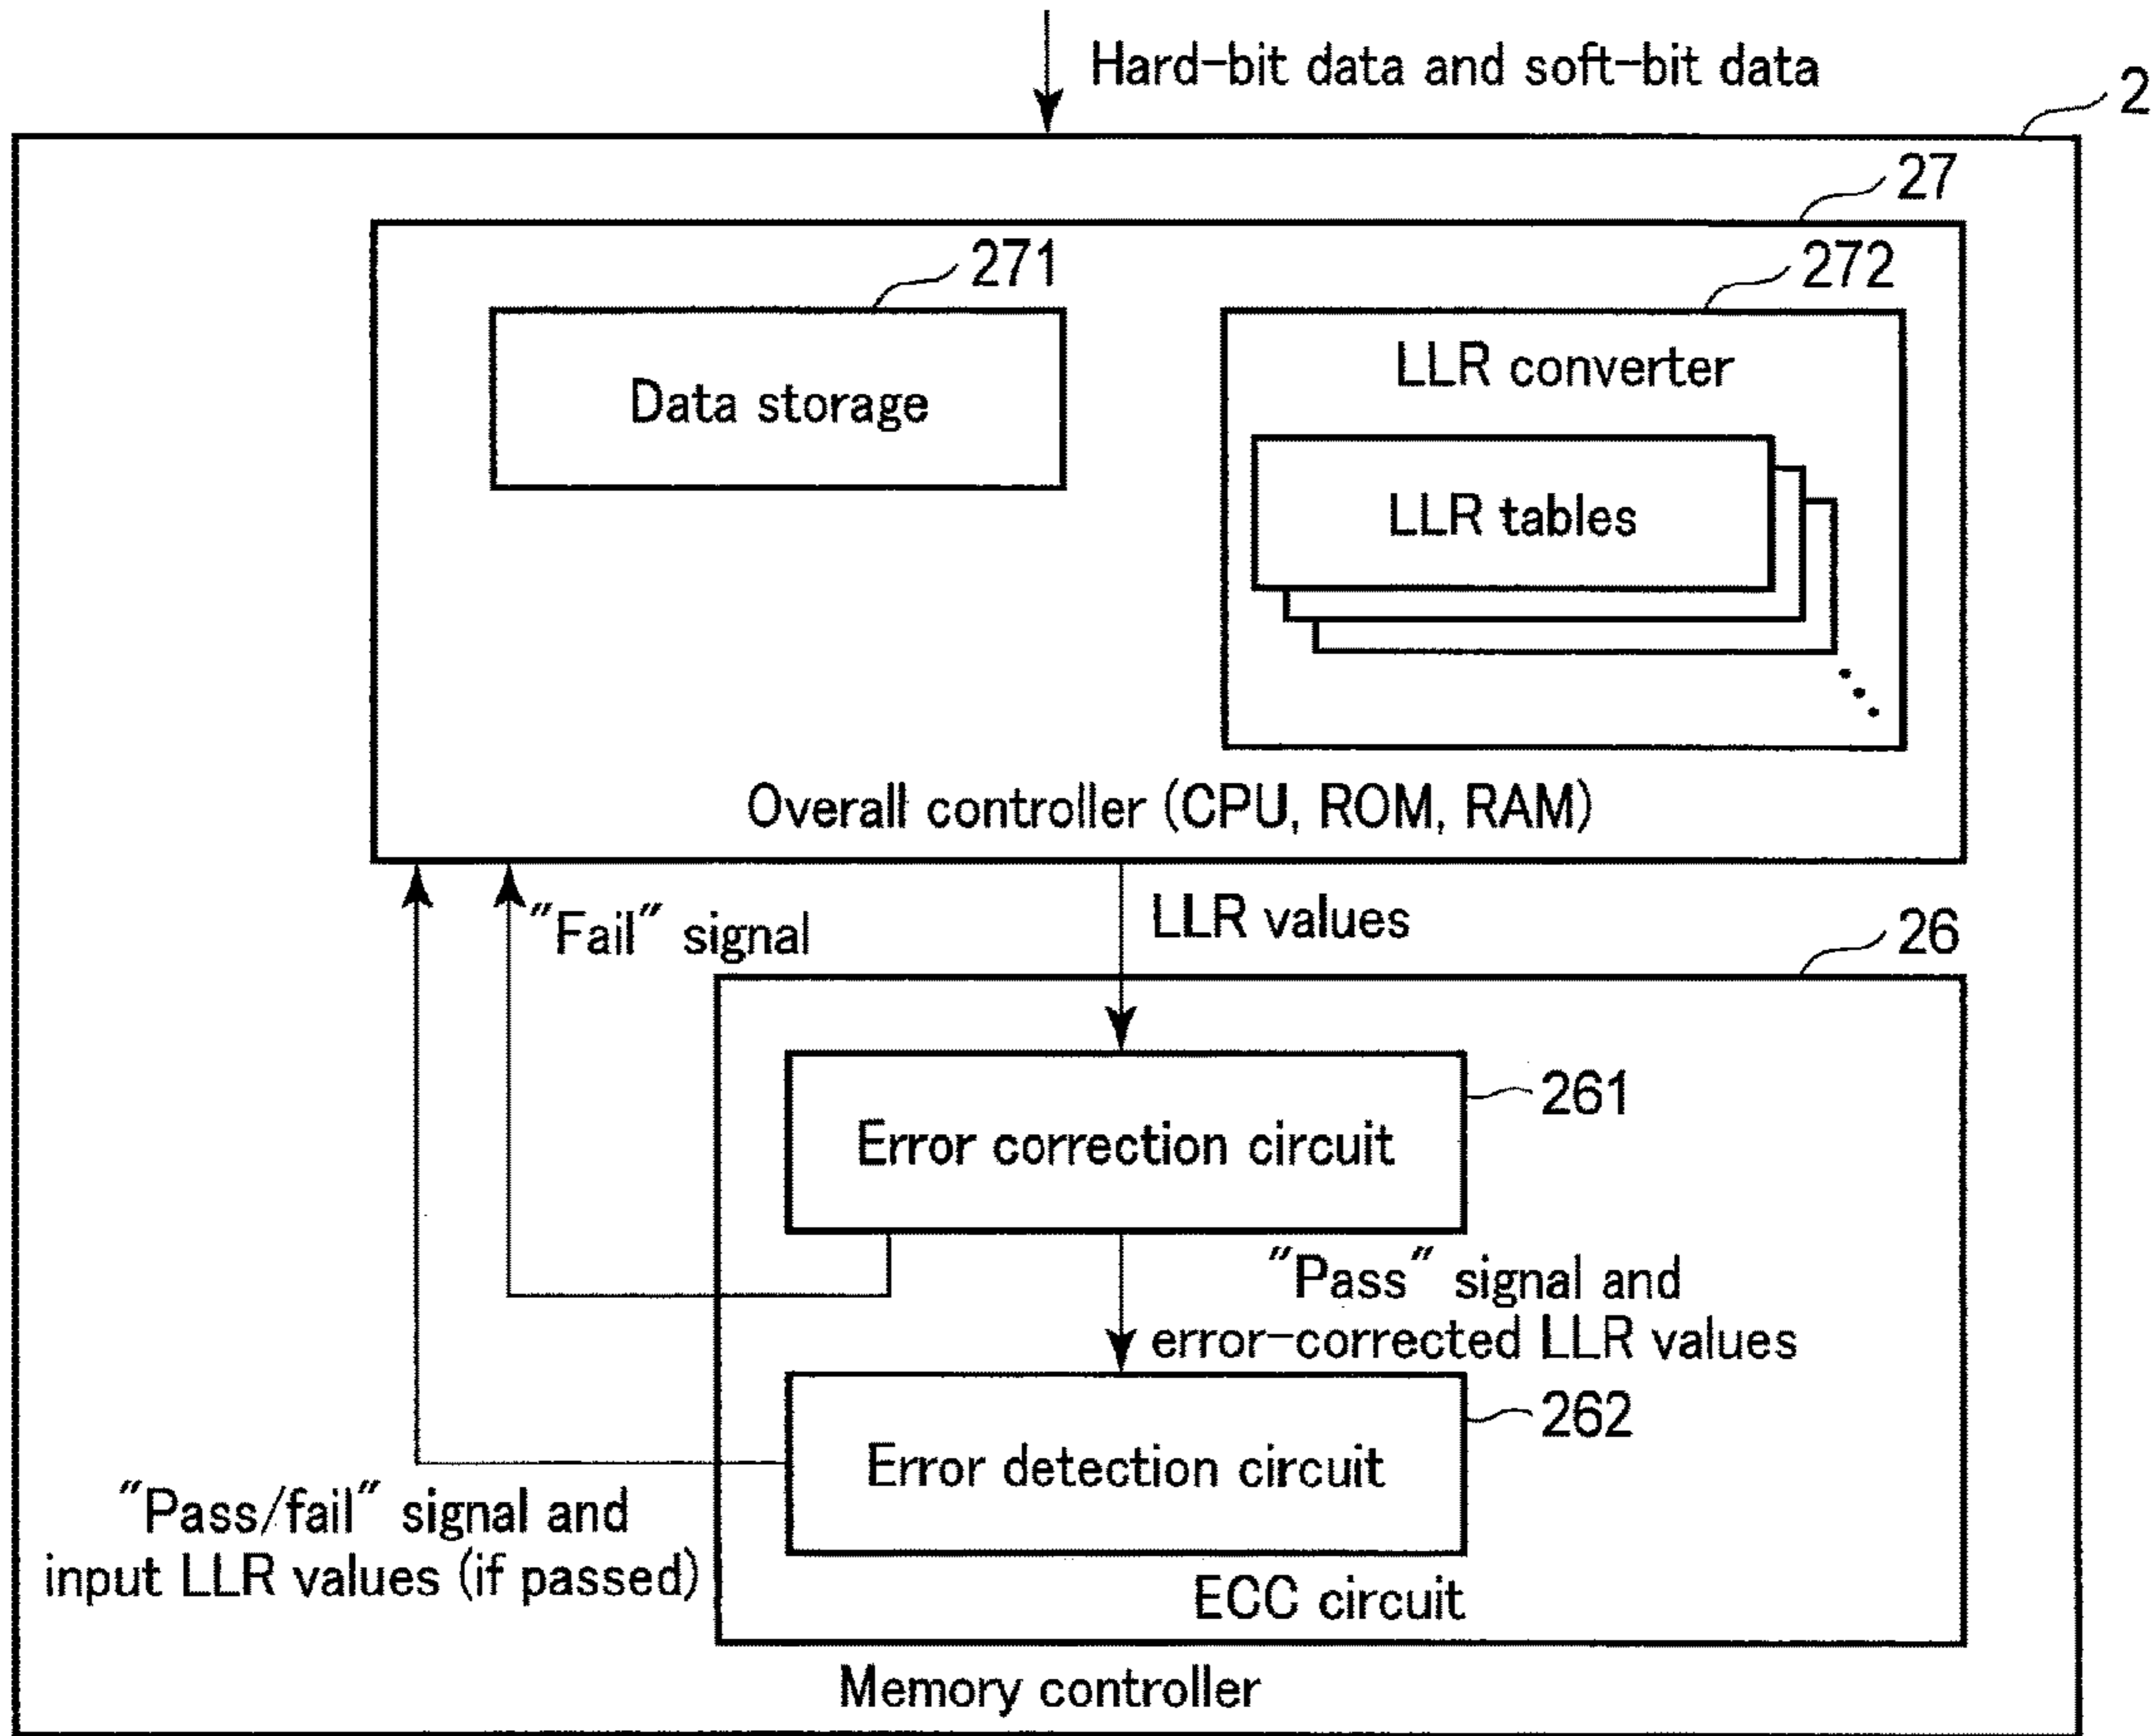 Hard-bit data and soft-bit data
2
27
271
272
Data storage
LLR converter
LLR tables
Overall controller (CPU, ROM, RAM)
"Fail" signal
LLR values
26
Error correction circuit
261
"Pass" signal and
error-corrected LLR values
Error detection circuit
262
"Pass/fail" signal and
input LLR values (if passed)
ECC circuit
Memory controller